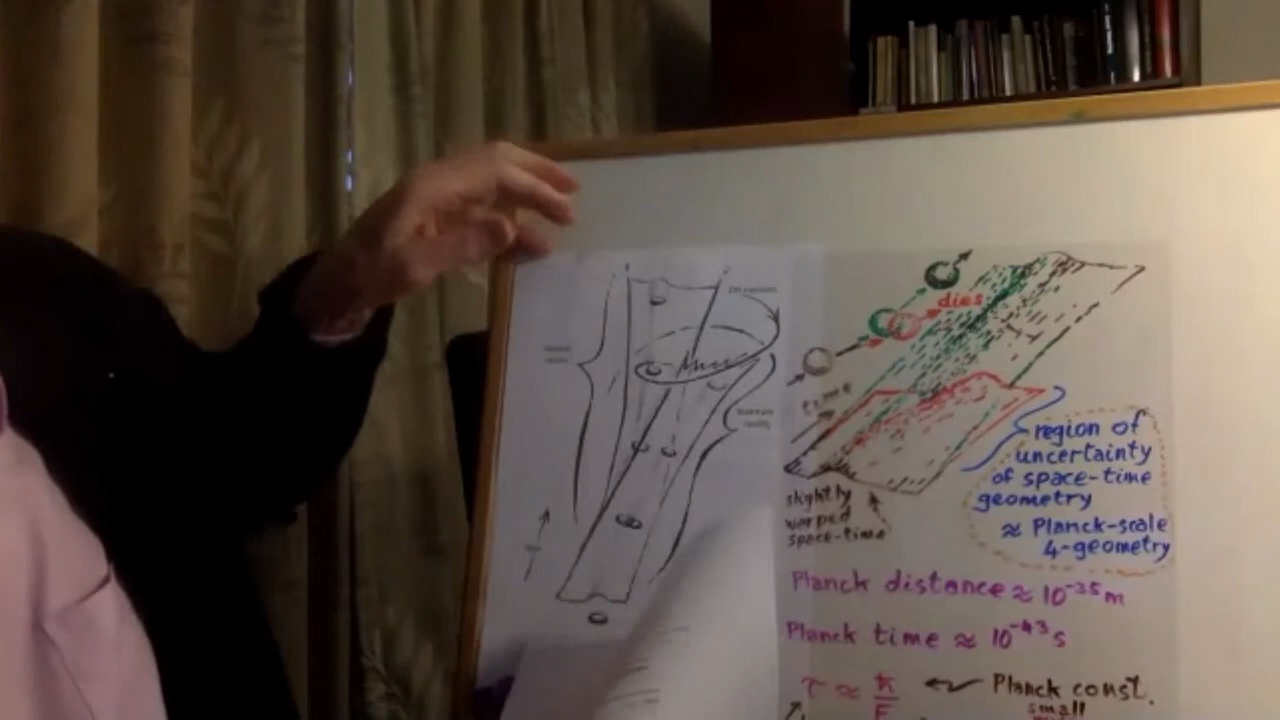 dies
time
region of
uncertainty
of space-time
geometry
≈ Planck-scale
4-geometry
slightly
warped
space-time
T
Planck distance ≈ 10⁻³⁵m
Planck time ≈ 10⁻⁴³s
τ ≈ ℏ/E
Planck const.
small